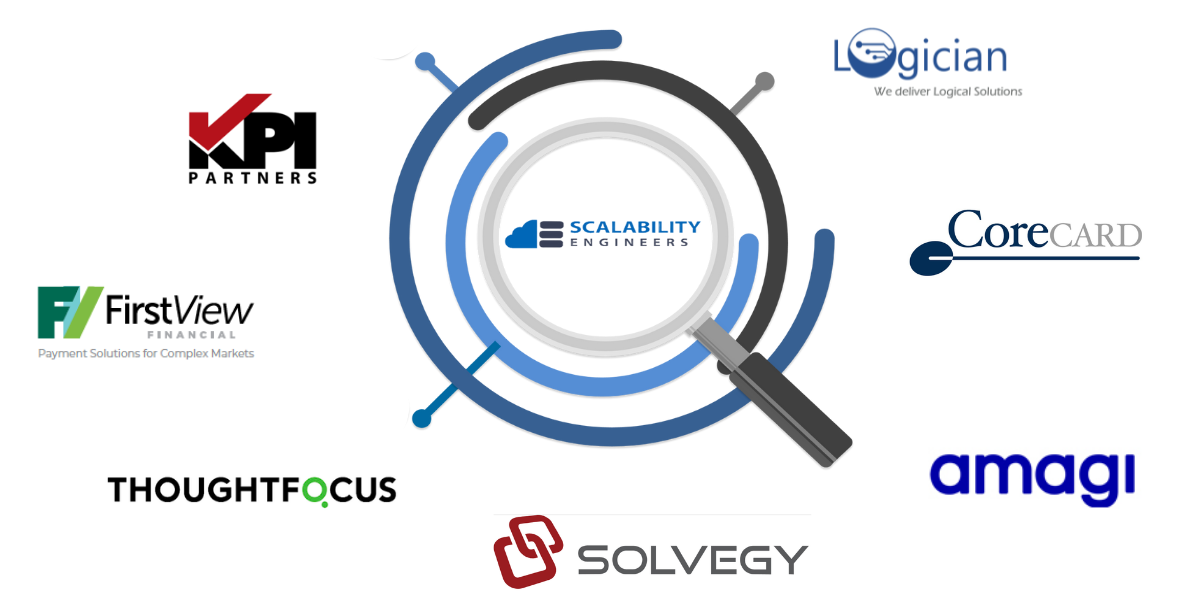 Logician
We deliver Logical Solutions
KPI
PARTNERS
SCALABILITY
ENGINEERS
CoreCARD
FV FirstView
FINANCIAL
Payment Solutions for Complex Markets
amagi
THOUGHTFOCUS
SOLVEGY